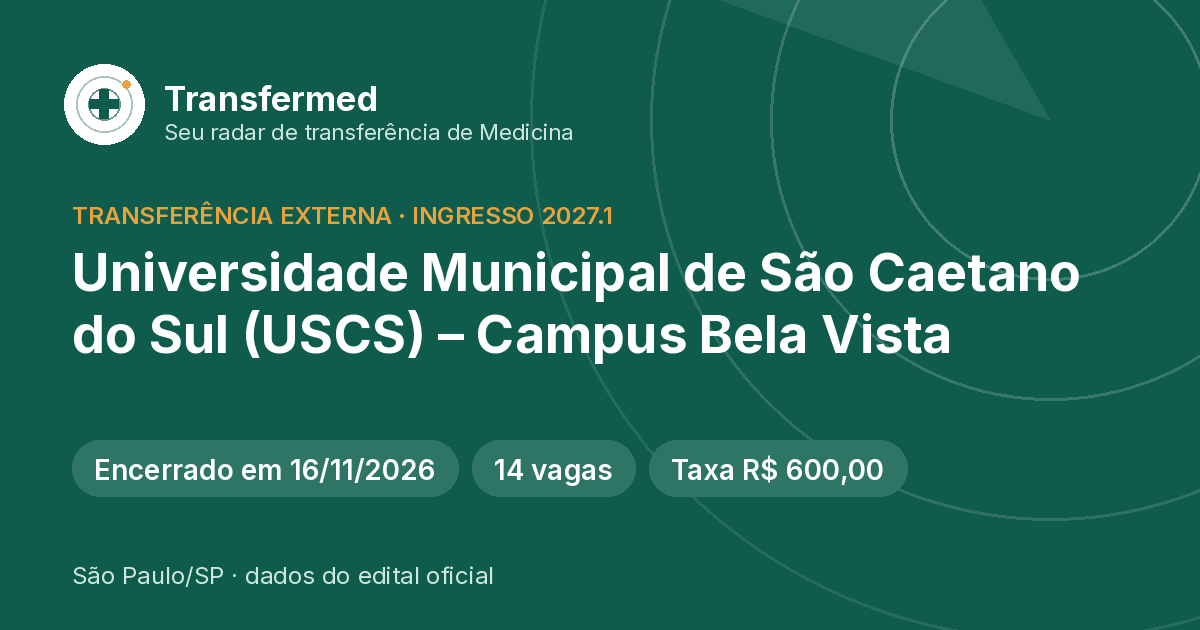 Transfermed
Seu radar de transferência de Medicina
TRANSFERÊNCIA EXTERNA · INGRESSO 2027.1
Universidade Municipal de São Caetano
do Sul (USCS) – Campus Bela Vista
Encerrado em 16/11/2026
14 vagas
Taxa R$ 600,00
São Paulo/SP · dados do edital oficial